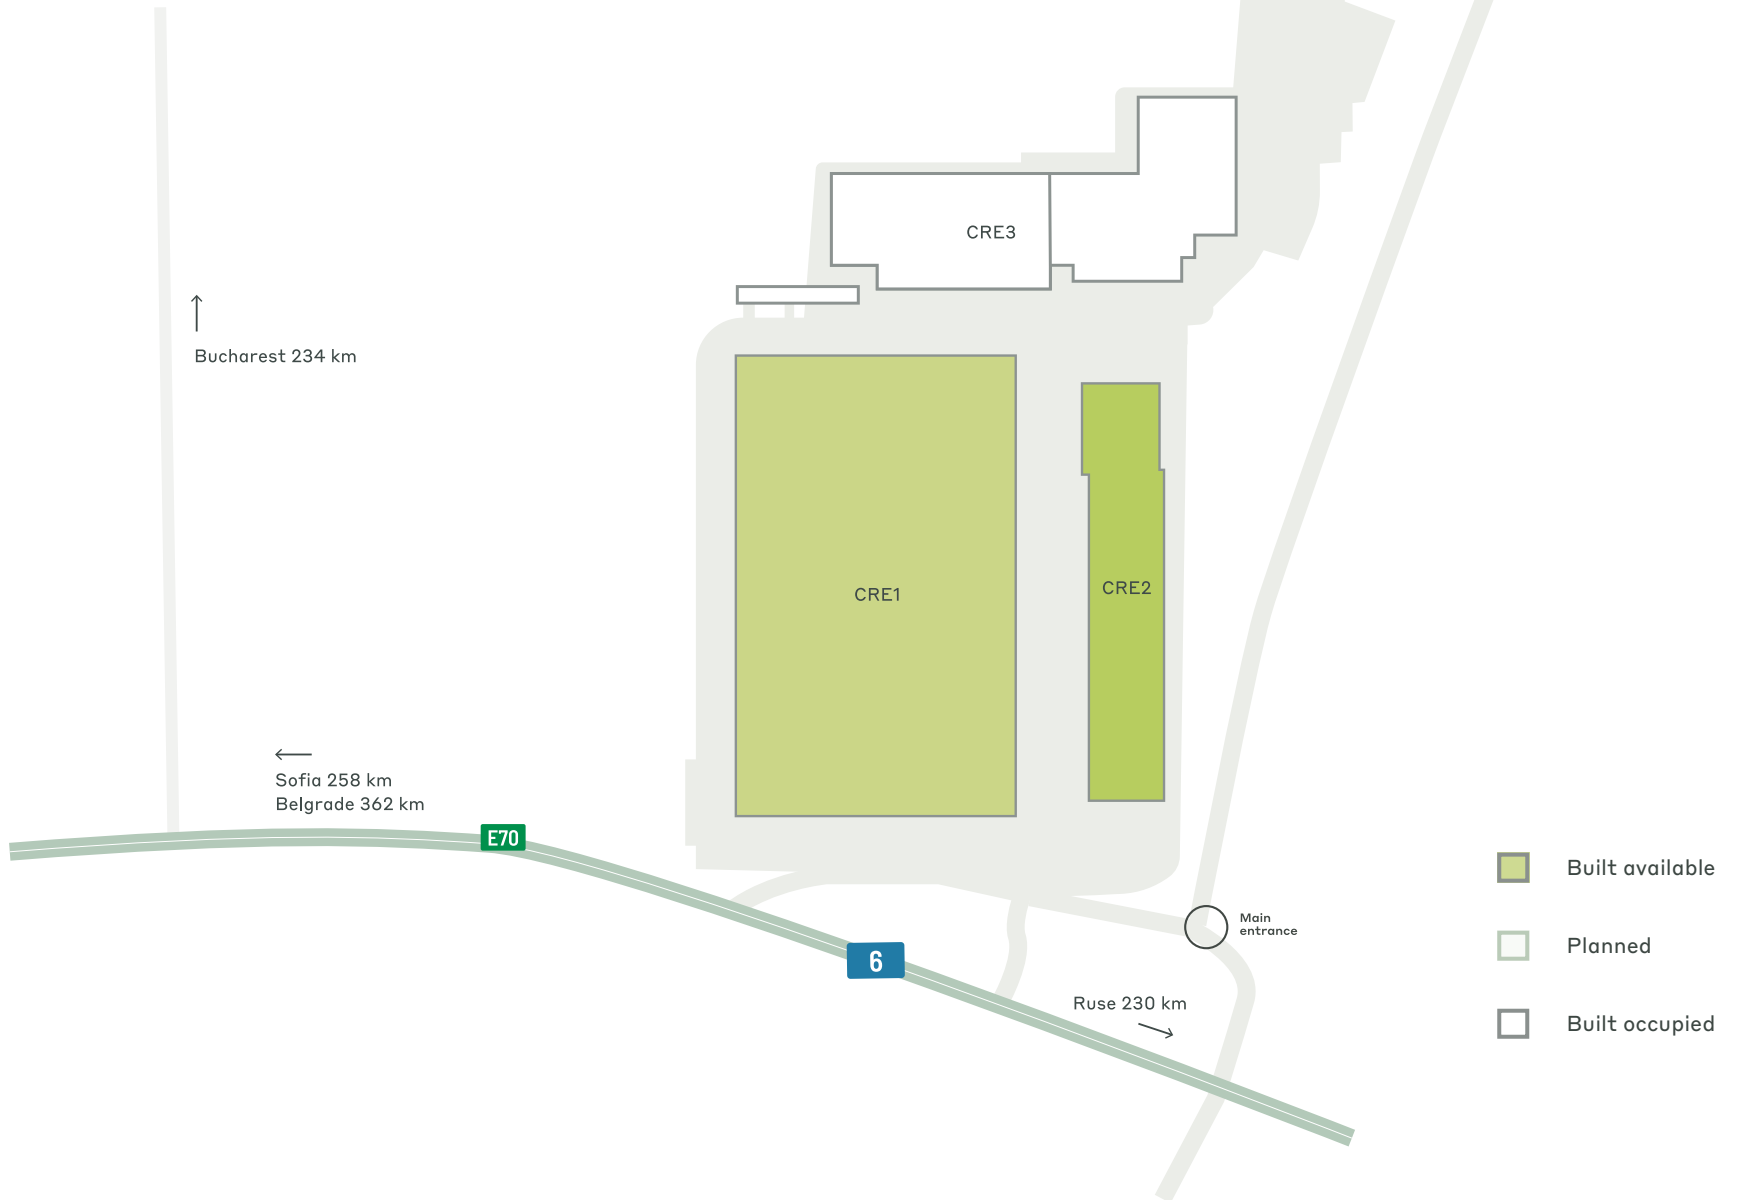 CRE3
Bucharest 234 km
CRE1
CRE2
Sofia 258 km
Belgrade 362 km
E70
6
Main
entrance
Ruse 230 km
Built available
Planned
Built occupied